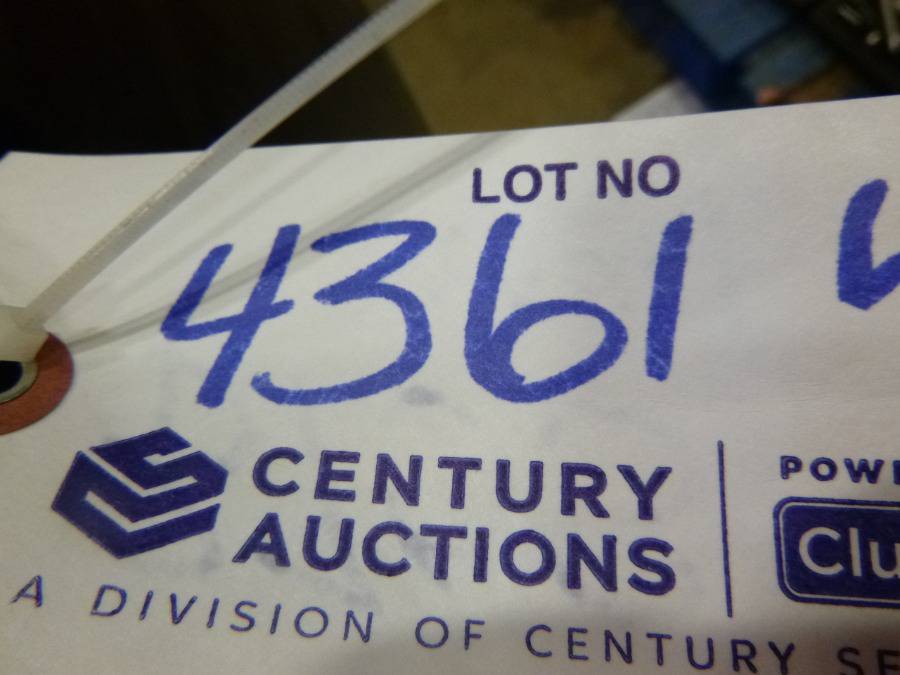 LOT NO
4361
CENTURY
AUCTIONS
A DIVISION OF CENTURY